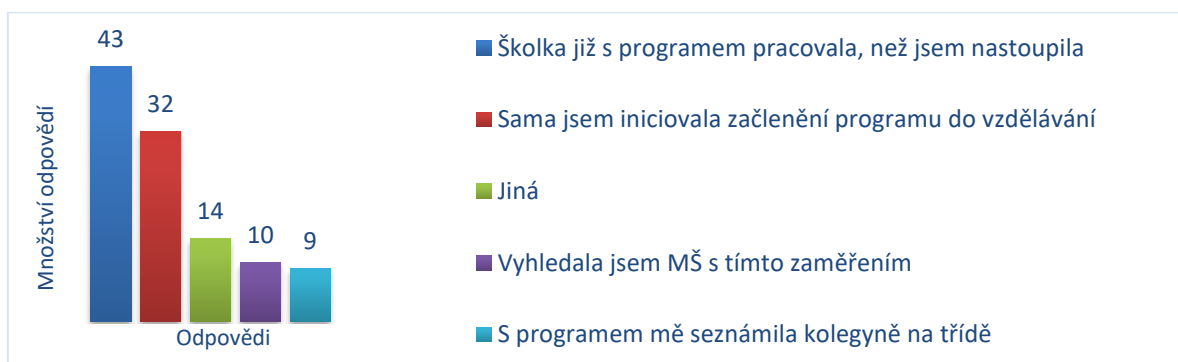 43
32
14
10
9
Množství odpovědí
Odpovědi
Školka již s programem pracovala, než jsem nastoupila
Sama jsem iniciovala začlenění programu do vzdělávání
Jiná
Vyhledala jsem MŠ s tímto zaměřením
S programem mě seznámila kolegyně na třídě